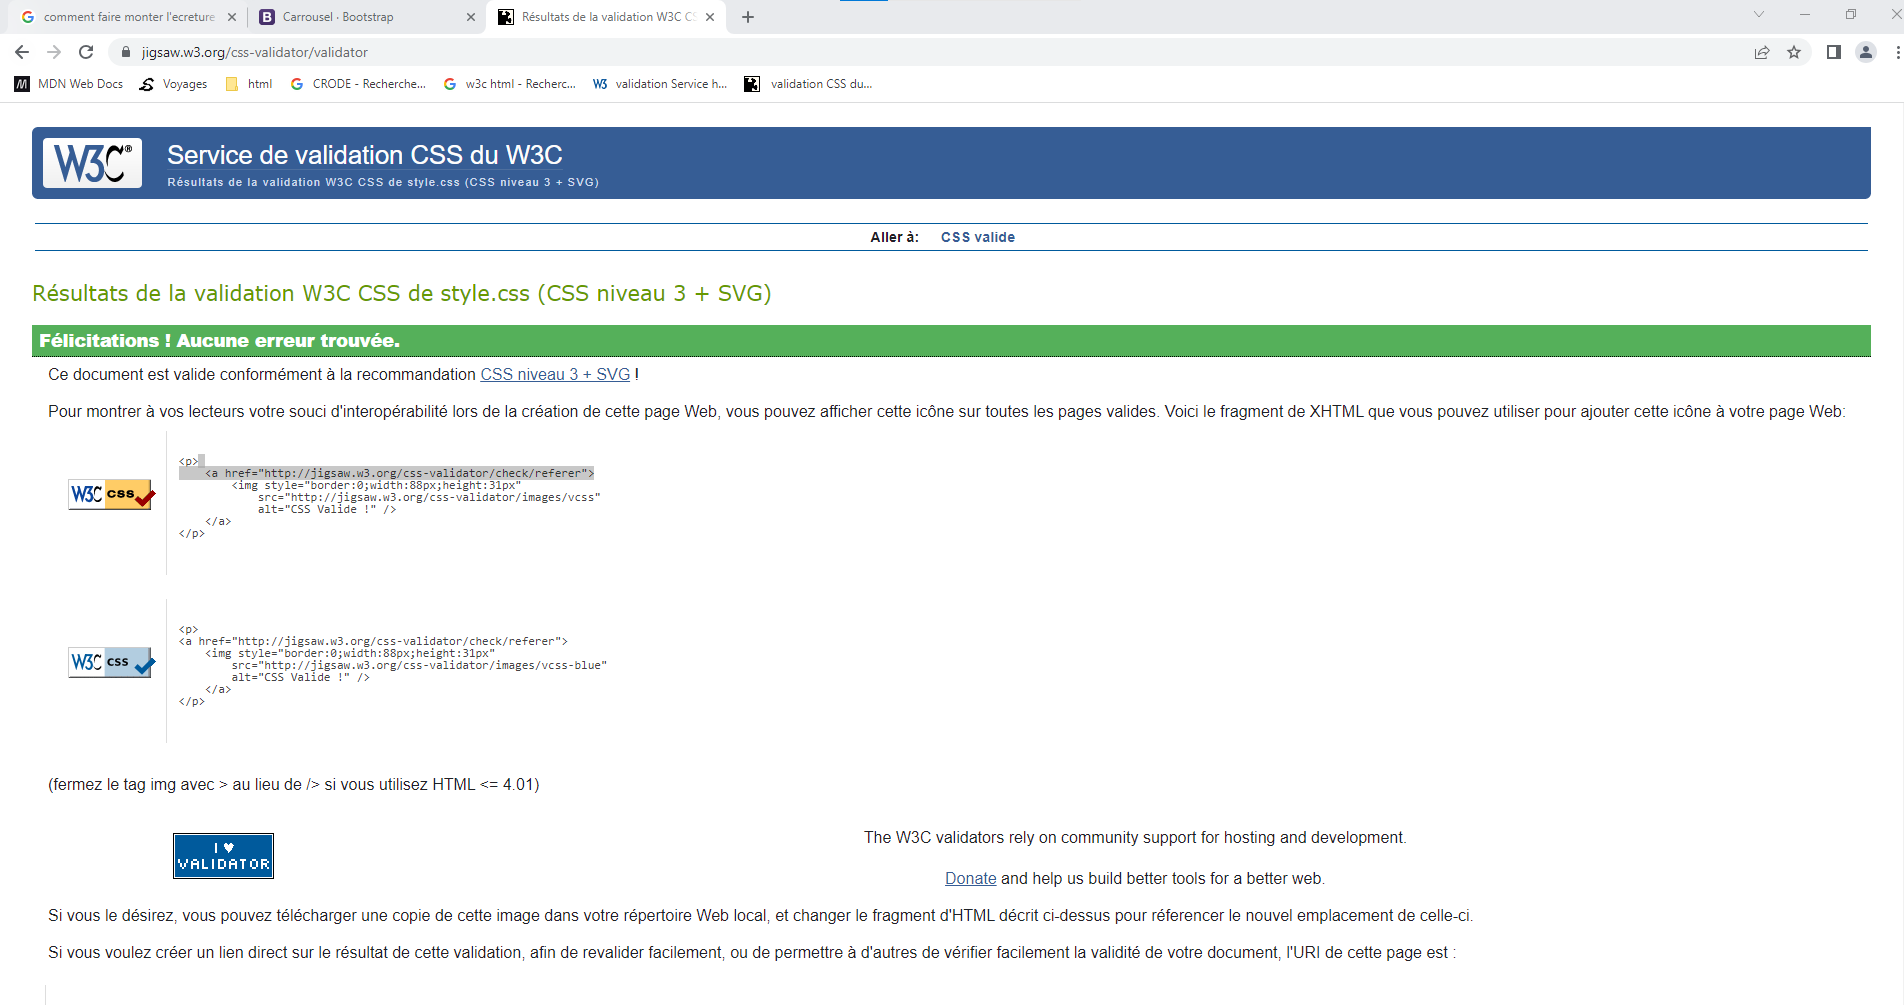 comment faire monter l'ecreture
Carrousel · Bootstrap
Résultats de la validation W3C CS
jigsaw.w3.org/css-validator/validator
MDN Web Docs
Voyages
html
CRODE - Recherche...
w3c html - Recherc...
validation Service h...
validation CSS du...
W3C®
Service de validation CSS du W3C
Résultats de la validation W3C CSS de style.css (CSS niveau 3 + SVG)
Aller à: CSS valide
Résultats de la validation W3C CSS de style.css (CSS niveau 3 + SVG)
Félicitations ! Aucune erreur trouvée.
Ce document est valide conformément à la recommandation CSS niveau 3 + SVG !
Pour montrer à vos lecteurs votre souci d'interopérabilité lors de la création de cette page Web, vous pouvez afficher cette icône sur toutes les pages valides. Voici le fragment de XHTML que vous pouvez utiliser pour ajouter cette icône à votre page Web:
W3C css
<p>
<a href="http://jigsaw.w3.org/css-validator/check/referer">
<img style="border:0;width:88px;height:31px"
src="http://jigsaw.w3.org/css-validator/images/vcss"
alt="CSS Valide !" />
</a>
</p>
W3C css
<p>
<a href="http://jigsaw.w3.org/css-validator/check/referer">
<img style="border:0;width:88px;height:31px"
src="http://jigsaw.w3.org/css-validator/images/vcss-blue"
alt="CSS Valide !" />
</a>
</p>
(fermez le tag img avec > au lieu de /> si vous utilisez HTML <= 4.01)
I ♥
VALIDATOR
The W3C validators rely on community support for hosting and development.
Donate and help us build better tools for a better web.
Si vous le désirez, vous pouvez télécharger une copie de cette image dans votre répertoire Web local, et changer le fragment d'HTML décrit ci-dessus pour réferencer le nouvel emplacement de celle-ci.
Si vous voulez créer un lien direct sur le résultat de cette validation, afin de revalider facilement, ou de permettre à d'autres de vérifier facilement la validité de votre document, l'URI de cette page est :